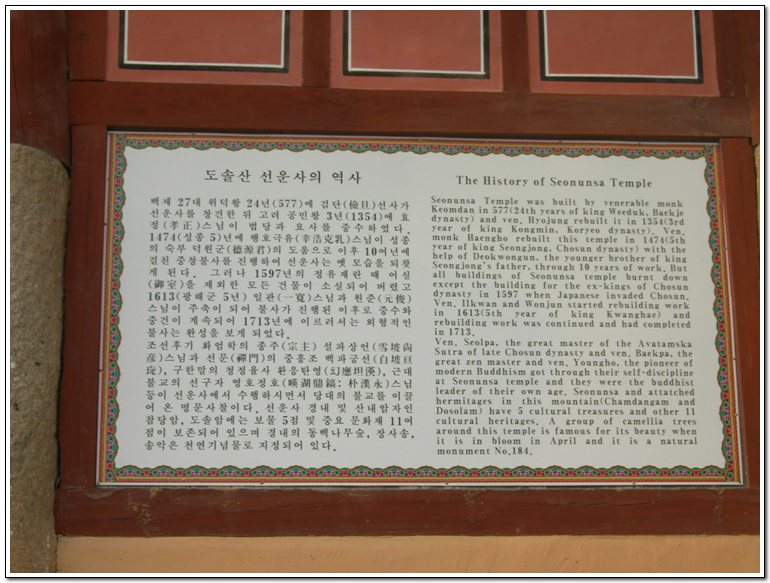 도솔산 선운사의 역사
백제 27대 위덕왕 24년(577)에 검단(儉旦)선사가
선운사를 창건한 뒤 고려 공민왕 3년(1354)에 효
정(孝正)스님이 법당과 요사를 중수하였다.
1474(성종 5)년에 행호극유(幸浩克乳)스님이 성종
의 숙부 덕원군(德源君)의 도움으로 이후 10여년에
걸친 중창불사를 진행하여 선운사는 옛 모습을 되찾
게 된다. 그러나 1597년의 정유재란 때 어실
(御室)을 제외한 모든 건물이 소실되어 버렸고
1613(광해군 5년) 일관(一寬)스님과 원준(元俊)
스님이 주축이 되어 불사가 진행된 이후로 중수와
중건이 계속되어 1713년에 이르러서는 외형적인
불사는 완성을 보게 되었다.
조선후기 화엄학의 종주(宗主) 설파상언(雪坡尙
彦)스님과 선문(禪門)의 중흥조 백파긍선(白坡亘
琁), 구한말의 청정율사 환응탄영(幻應坦泳), 근대
불교의 선구자 영호정호(暎湖鼎鎬: 朴漢永)스님
등이 선운사에서 수행하시면서 당대의 불교를 이끌
어 온 명문사찰이다. 선운사 경내 및 산내암자인
참당암, 도솔암에는 보물 5점 및 중요 문화재 11여
점이 보존되어 있으며 경내의 동백나무숲, 장사송,
송악은 천연기념물로 지정되어 있다.
The History of Seonunsa Temple
Seonunsa Temple was built by venerable monk
Keomdan in 577(24th years of king Weeduk, Baekje
dynasty) and ven. Hyojung rebuilt it in 1354(3rd
year of king Kongmin, Koryeo dynasty). Ven.
monk Haengho rebuilt this temple in 1474(5th
year of king Seongjong, Chosun dynasty) with the
help of Deokwongun, the younger brother of king
Seongjong's father, through 10 years of work. But
all buildings of Seonunsa temple burnt down
except the building for the ex-kings of Chosun
dynasty in 1597 when Japanese invaded Chosun.
Ven. Ilkwan and Wonjun started rebuilding work
in 1613(5th year of king Kwanghae) and
rebuilding work was continued and had completed
in 1713.
Ven. Seolpa, the great master of the Avatamska
Sutra of late Chosun dynasty and ven. Baekpa, the
great zen master and ven. Youngho, the pioneer of
modern Buddhism got through their self-discipline
at Seonunsa temple and they were the buddhist
leader of their own age. Seonunsa and attatched
hermitages in this mountain(Chamdangam and
Dosolam) have 5 cultural treasures and other 11
cultural heritages. A group of camellia trees
around this temple is famous for its beauty when
it is in bloom in April and it is a natural
monument No.184.